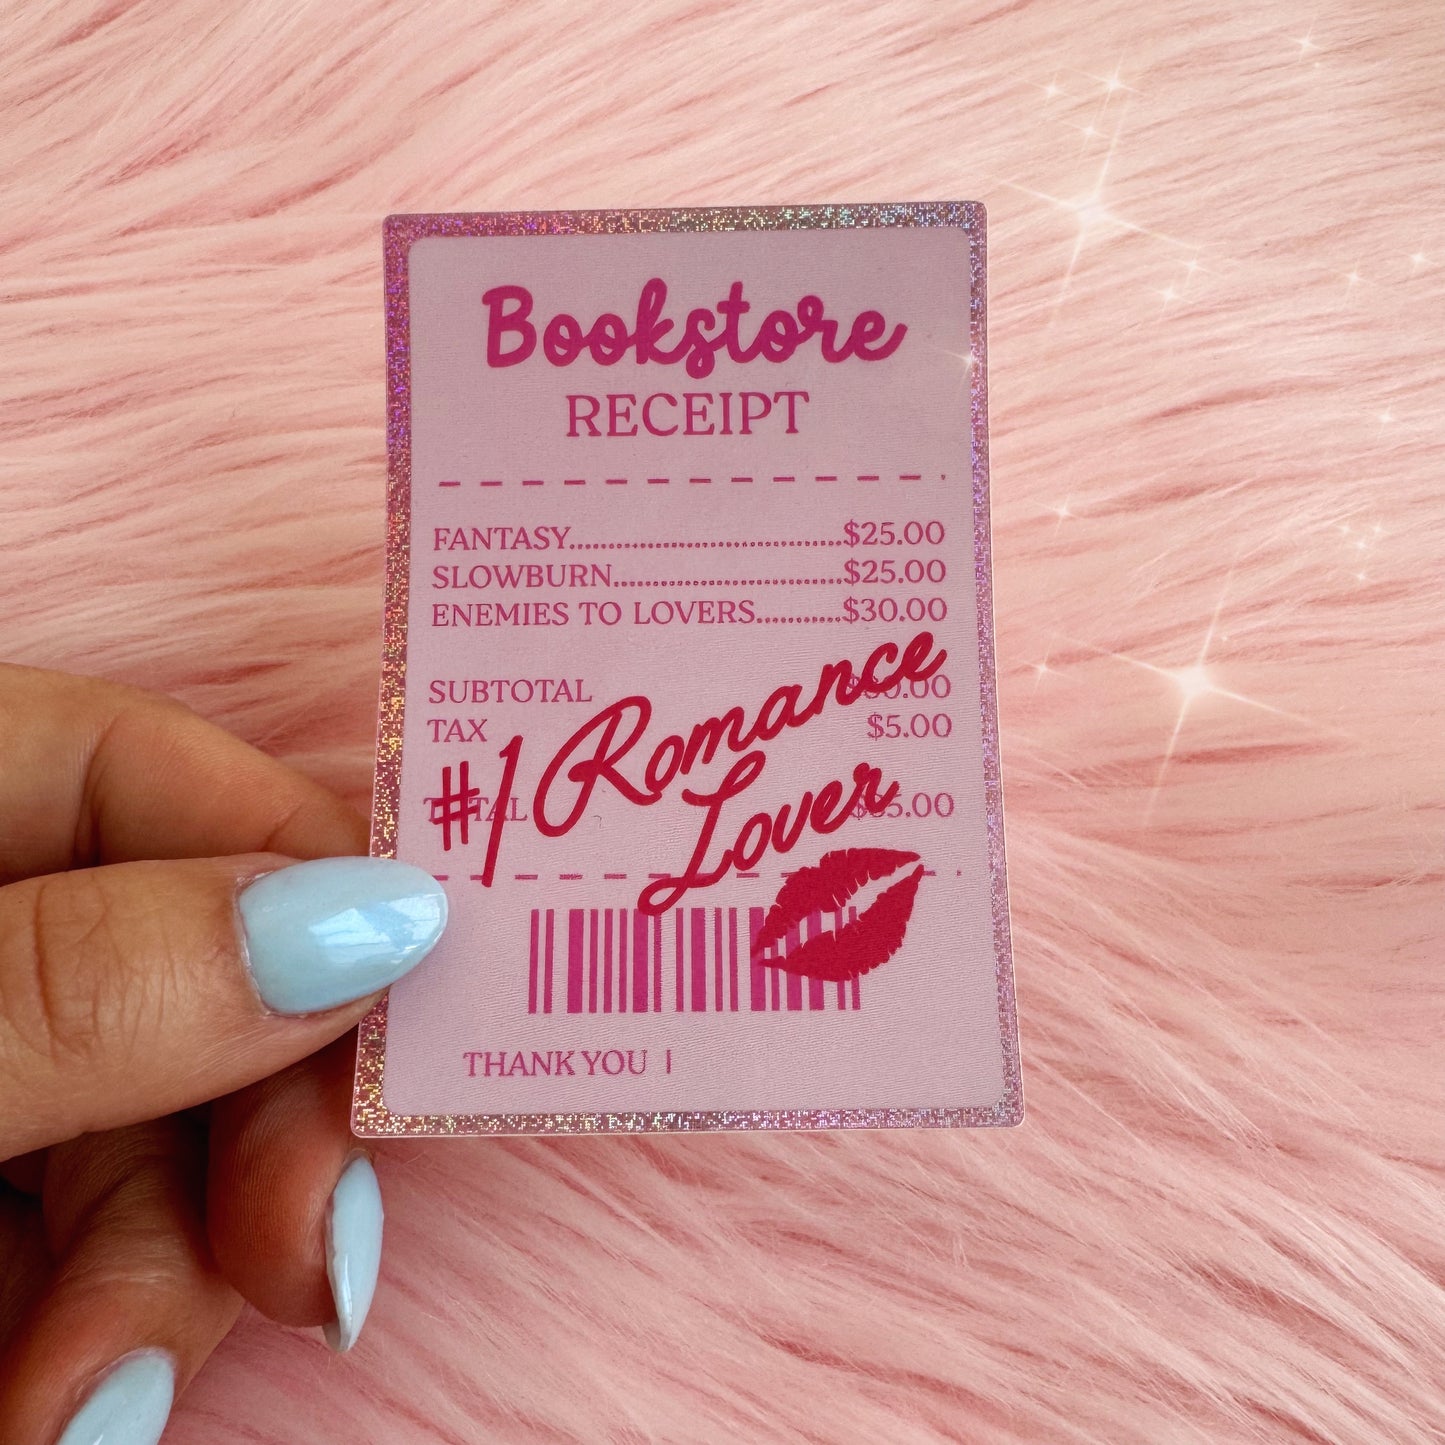 Bookstore
RECEIPT
FANTASY..................................$25.00
SLOWBURN.............................$25.00
ENEMIES TO LOVERS...........$30.00
SUBTOTAL
TAX $5.00
TOTAL
#1 Romance
Lover
THANK YOU |